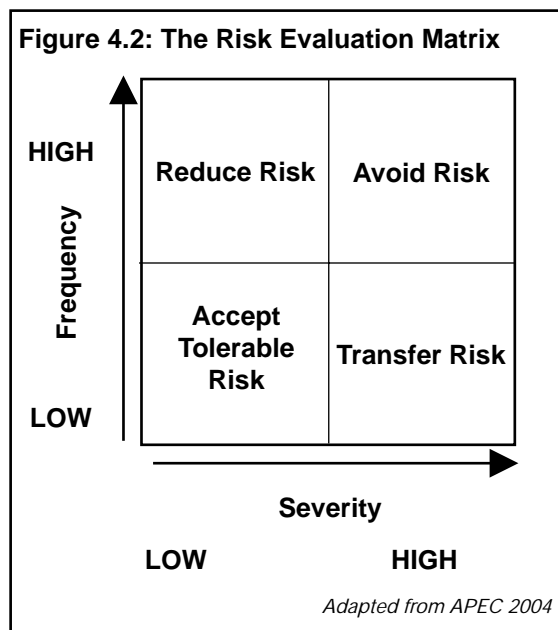 Figure 4.2: The Risk Evaluation Matrix
HIGH
Frequency
LOW
Reduce Risk
Avoid Risk
Accept
Tolerable
Risk
Transfer Risk
Severity
LOW
HIGH
Adapted from APEC 2004